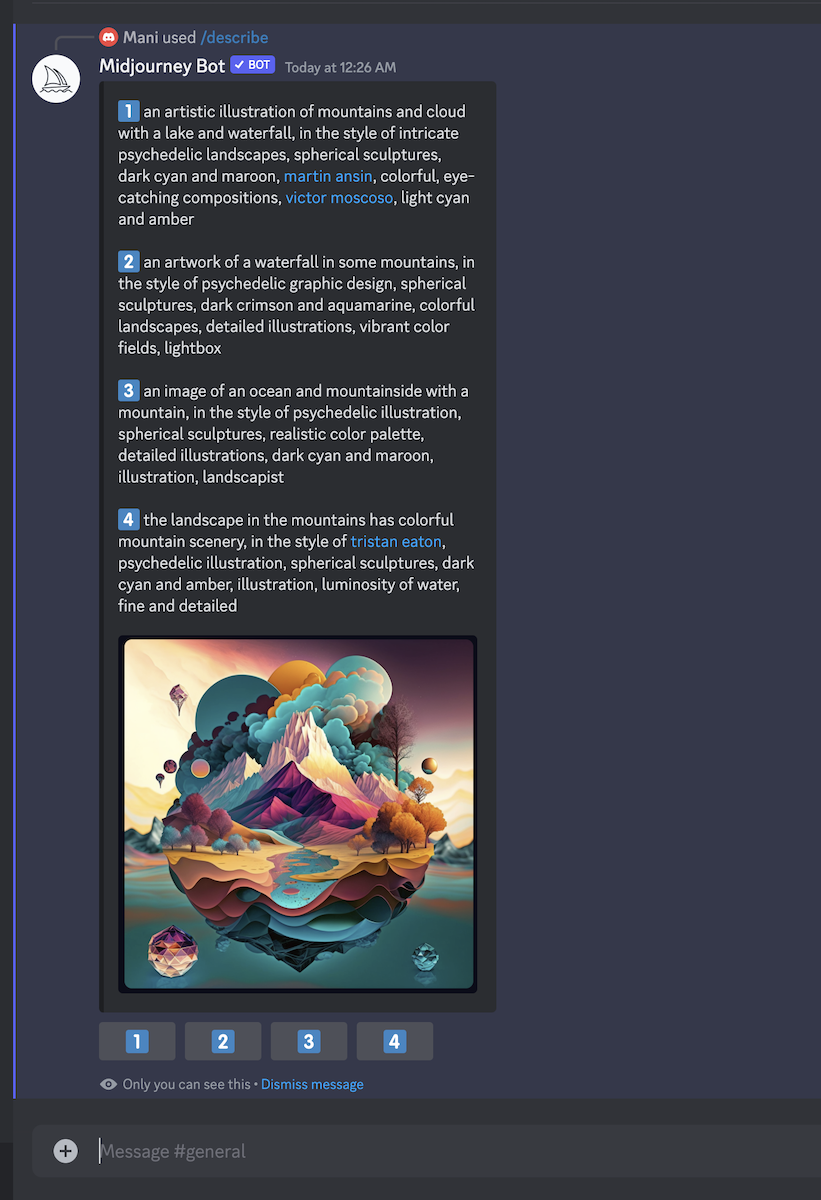 Mani used /describe
Midjourney Bot ✓ BOT Today at 12:26 AM
1 an artistic illustration of mountains and cloud
with a lake and waterfall, in the style of intricate
psychedelic landscapes, spherical sculptures,
dark cyan and maroon, martin ansin, colorful, eye-
catching compositions, victor moscoso, light cyan
and amber
2 an artwork of a waterfall in some mountains, in
the style of psychedelic graphic design, spherical
sculptures, dark crimson and aquamarine, colorful
landscapes, detailed illustrations, vibrant color
fields, lightbox
3 an image of an ocean and mountainside with a
mountain, in the style of psychedelic illustration,
spherical sculptures, realistic color palette,
detailed illustrations, dark cyan and maroon,
illustration, landscapist
4 the landscape in the mountains has colorful
mountain scenery, in the style of tristan eaton,
psychedelic illustration, spherical sculptures, dark
cyan and amber, illustration, luminosity of water,
fine and detailed
1 2 3 4
Only you can see this • Dismiss message
Message #general